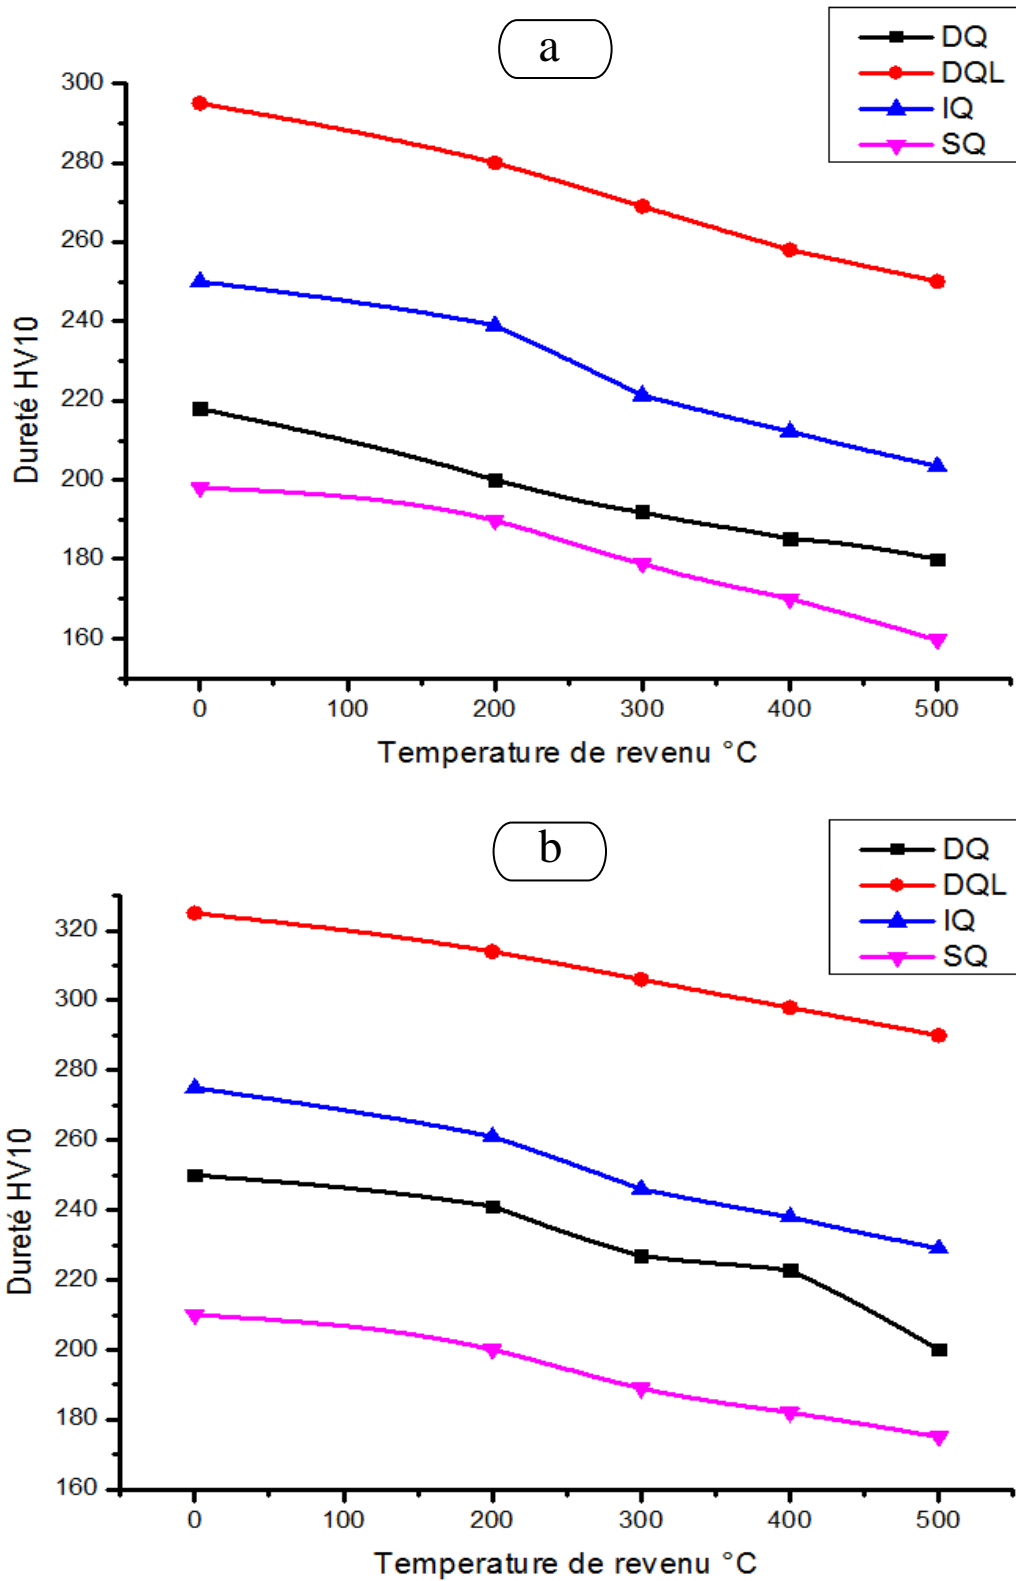 a
DQ
DQL
IQ
SQ
300
280
260
240
220
200
180
160
Dureté HV10
0 100 200 300 400 500
Temperature de revenu °C
b
DQ
DQL
IQ
SQ
320
300
280
260
240
220
200
180
160
Dureté HV10
0 100 200 300 400 500
Temperature de revenu °C